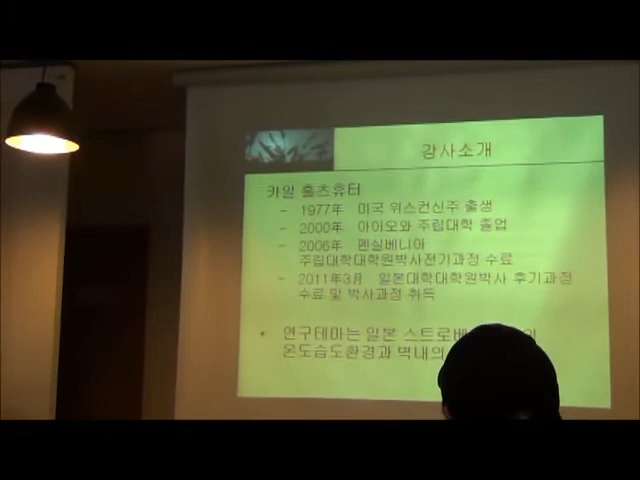 강사소개
카일 홀츠휴터
- 1977年 미국 위스컨신주 출생
- 2000年 아이오와 주립대학 졸업
- 2006年 펜실베니아
주립대학대학원박사전기과정 수료
- 2011年3月 일본대학대학원박사 후기과정
수료 및 박사과정 취득
• 연구테마는 일본
온도습도환경과 벽내의